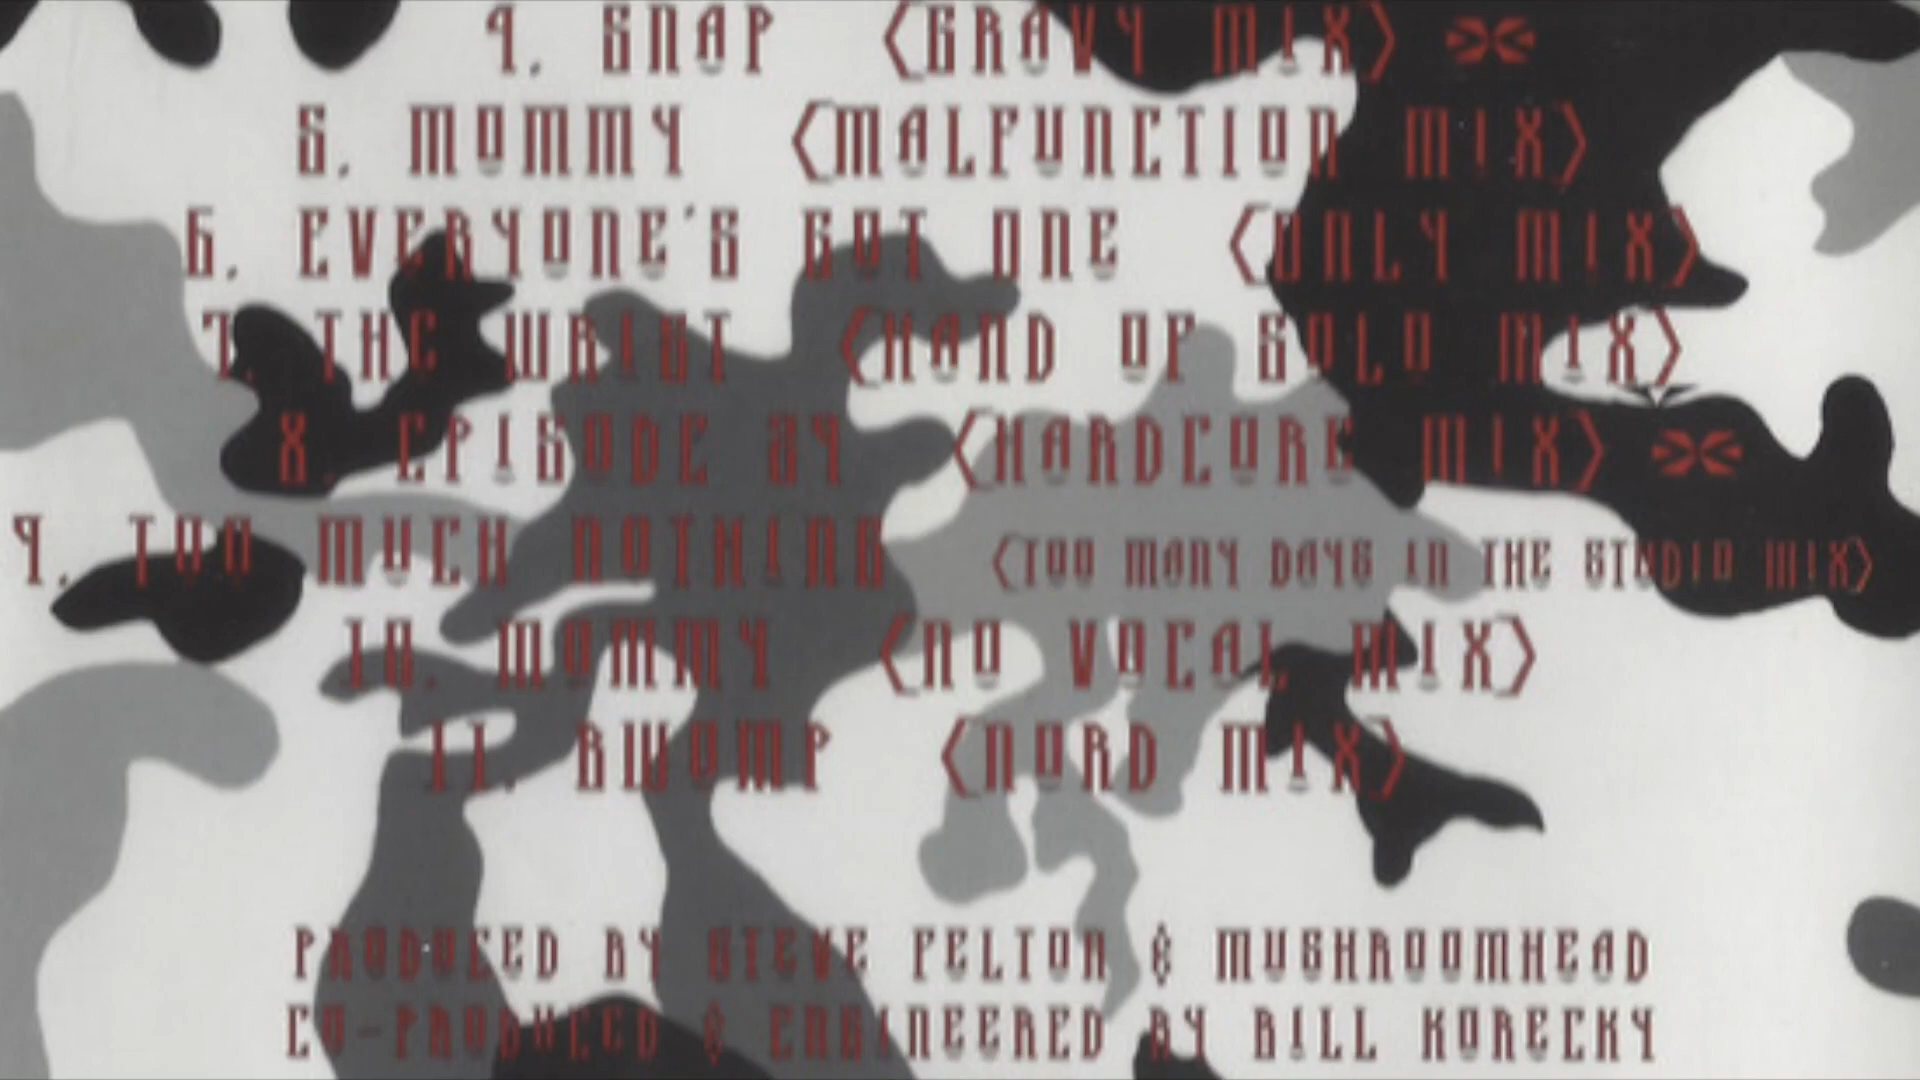 4. SNAP <GRAVY MIX>
5. MOMMY <MALFUNCTION MIX>
6. EVERYONE'S GOT ONE <ONLY MIX>
7. THE WRIST <HAND OF SOLO MIX>
8. EPISODE 29 <HARDCORE MIX>
9. TOO MUCH NOTHING <TOO MANY DAYS IN THE STUDIO MIX>
10. MOMMY <NO VOCAL MIX>
11. BWOMP <NORD MIX>
PRODUCED BY STEVE FELTON & MUSHROOMHEAD
CO-PRODUCED & ENGINEERED BY BILL KORECKY